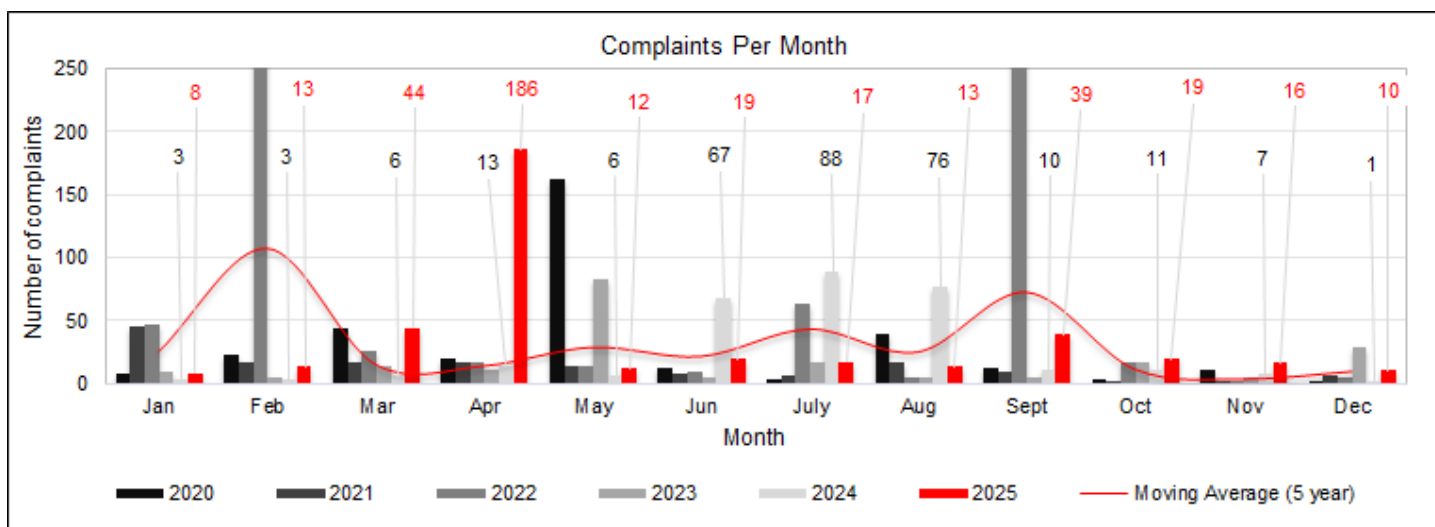 Complaints Per Month
Number of complaints
250
200
150
100
50
0
8 13 44 186 12 19 17 13 39 19 16 10
3 3 6 13 6 67 88 76 10 11 7 1
Jan Feb Mar Apr May Jun July Aug Sept Oct Nov Dec
Month
2020 2021 2022 2023 2024 2025 Moving Average (5 year)